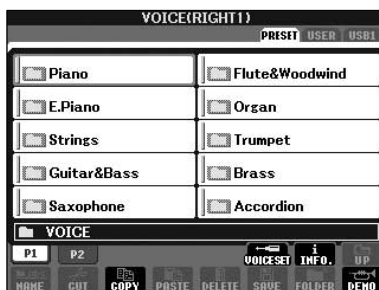 VOICE(RIGHT1)
PRESET USER USB1
Piano Flute&Woodwind
E.Piano Organ
Strings Trumpet
Guitar&Bass Brass
Saxophone Accordion
VOICE
P1 P2 VOICESET i INFO. UP
NAME CUT COPY PASTE DELETE SAVE FOLDER DEMO